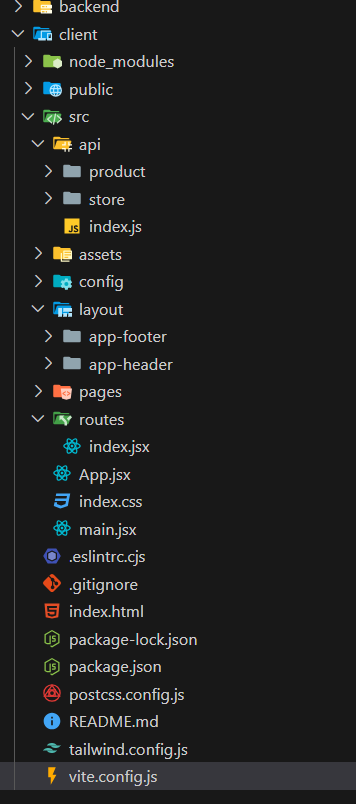 backend
client
node_modules
public
src
api
product
store
JS index.js
assets
config
layout
app-footer
app-header
pages
routes
index.jsx
App.jsx
index.css
main.jsx
.eslintrc.cjs
.gitignore
index.html
package-lock.json
package.json
postcss.config.js
README.md
tailwind.config.js
vite.config.js